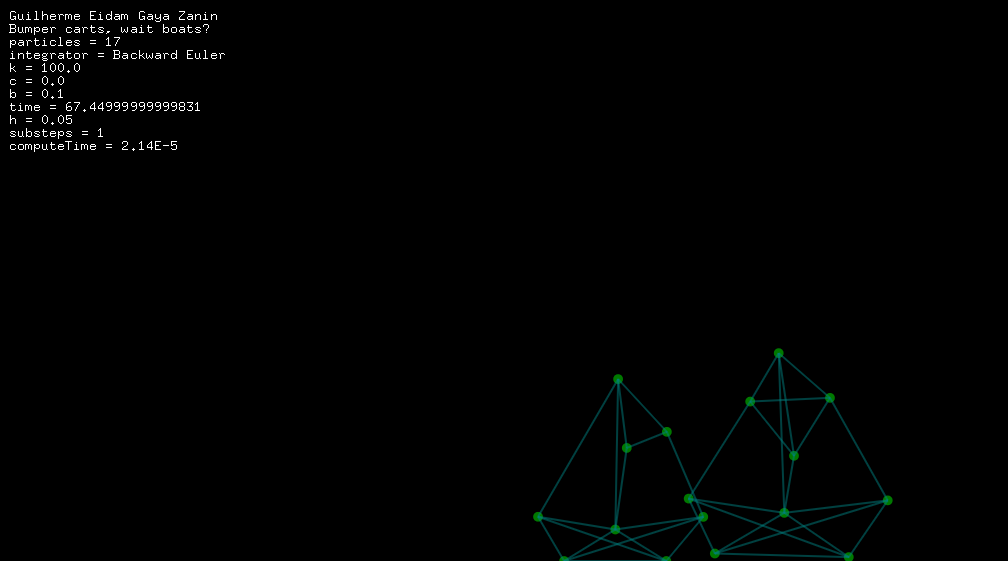 Guilherme Eidam Gaya Zanin
Bumper carts, wait boats?
particles = 17
integrator = Backward Euler
k = 100.0
c = 0.0
b = 0.1
time = 67.44999999999831
h = 0.05
substeps = 1
computeTime = 2.14E-5